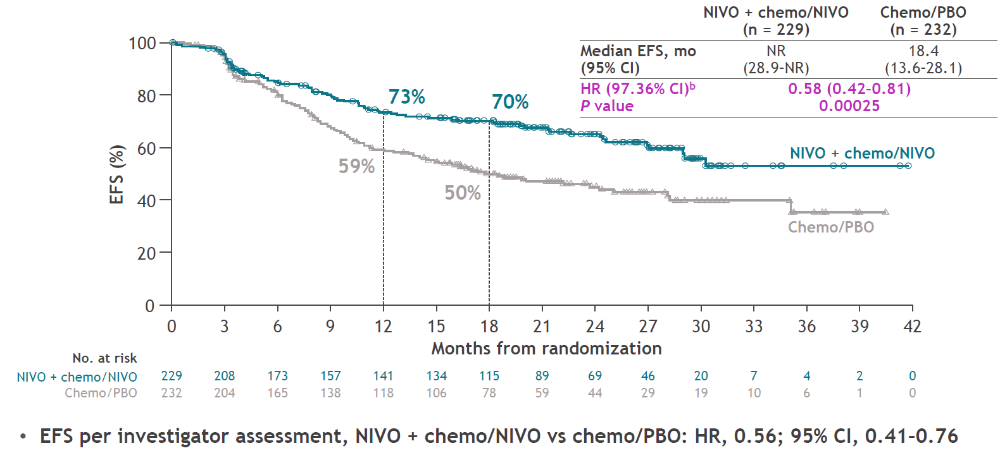 NIVO + chemo/NIVO Chemo/PBO
(n = 229) (n = 232)
Median EFS, mo NR 18.4
(95% CI) (28.9-NR) (13.6-28.1)
HR (97.36% CI)b 0.58 (0.42-0.81)
P value 0.00025
EFS (%)
100
80
60
40
20
0
73%
70%
59%
50%
NIVO + chemo/NIVO
Chemo/PBO
0 3 6 9 12 15 18 21 24 27 30 33 36 39 42
Months from randomization
No. at risk
NIVO + chemo/NIVO 229 208 173 157 141 134 115 89 69 46 20 7 4 2 0
Chemo/PBO 232 204 165 138 118 106 78 59 44 29 19 10 6 1 0
• EFS per investigator assessment, NIVO + chemo/NIVO vs chemo/PBO: HR, 0.56; 95% CI, 0.41-0.76